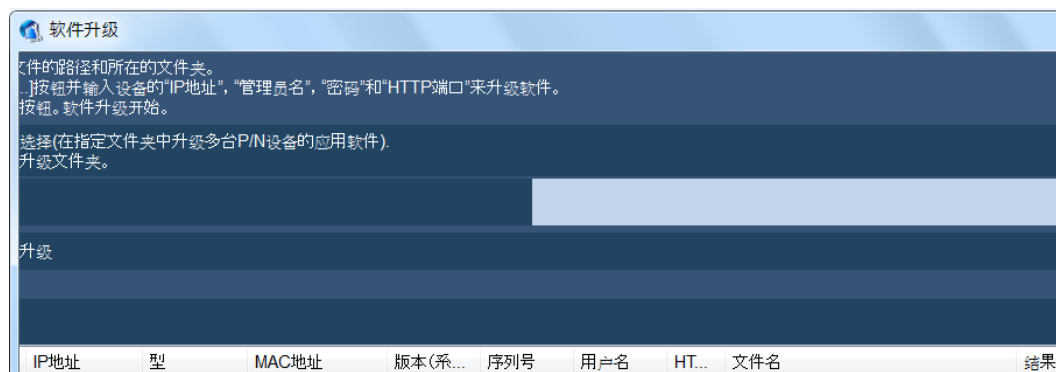 软件升级
文件的路径和所在的文件夹。
...]按钮并输入设备的“IP地址”, “管理员名”, “密码”和“HTTP端口”来升级软件。
按钮。软件升级开始。
选择(在指定文件夹中升级多台P/N设备的应用软件).
升级文件夹。
升级
IP地址 型 MAC地址 版本(系... 序列号 用户名 HT... 文件名 结果